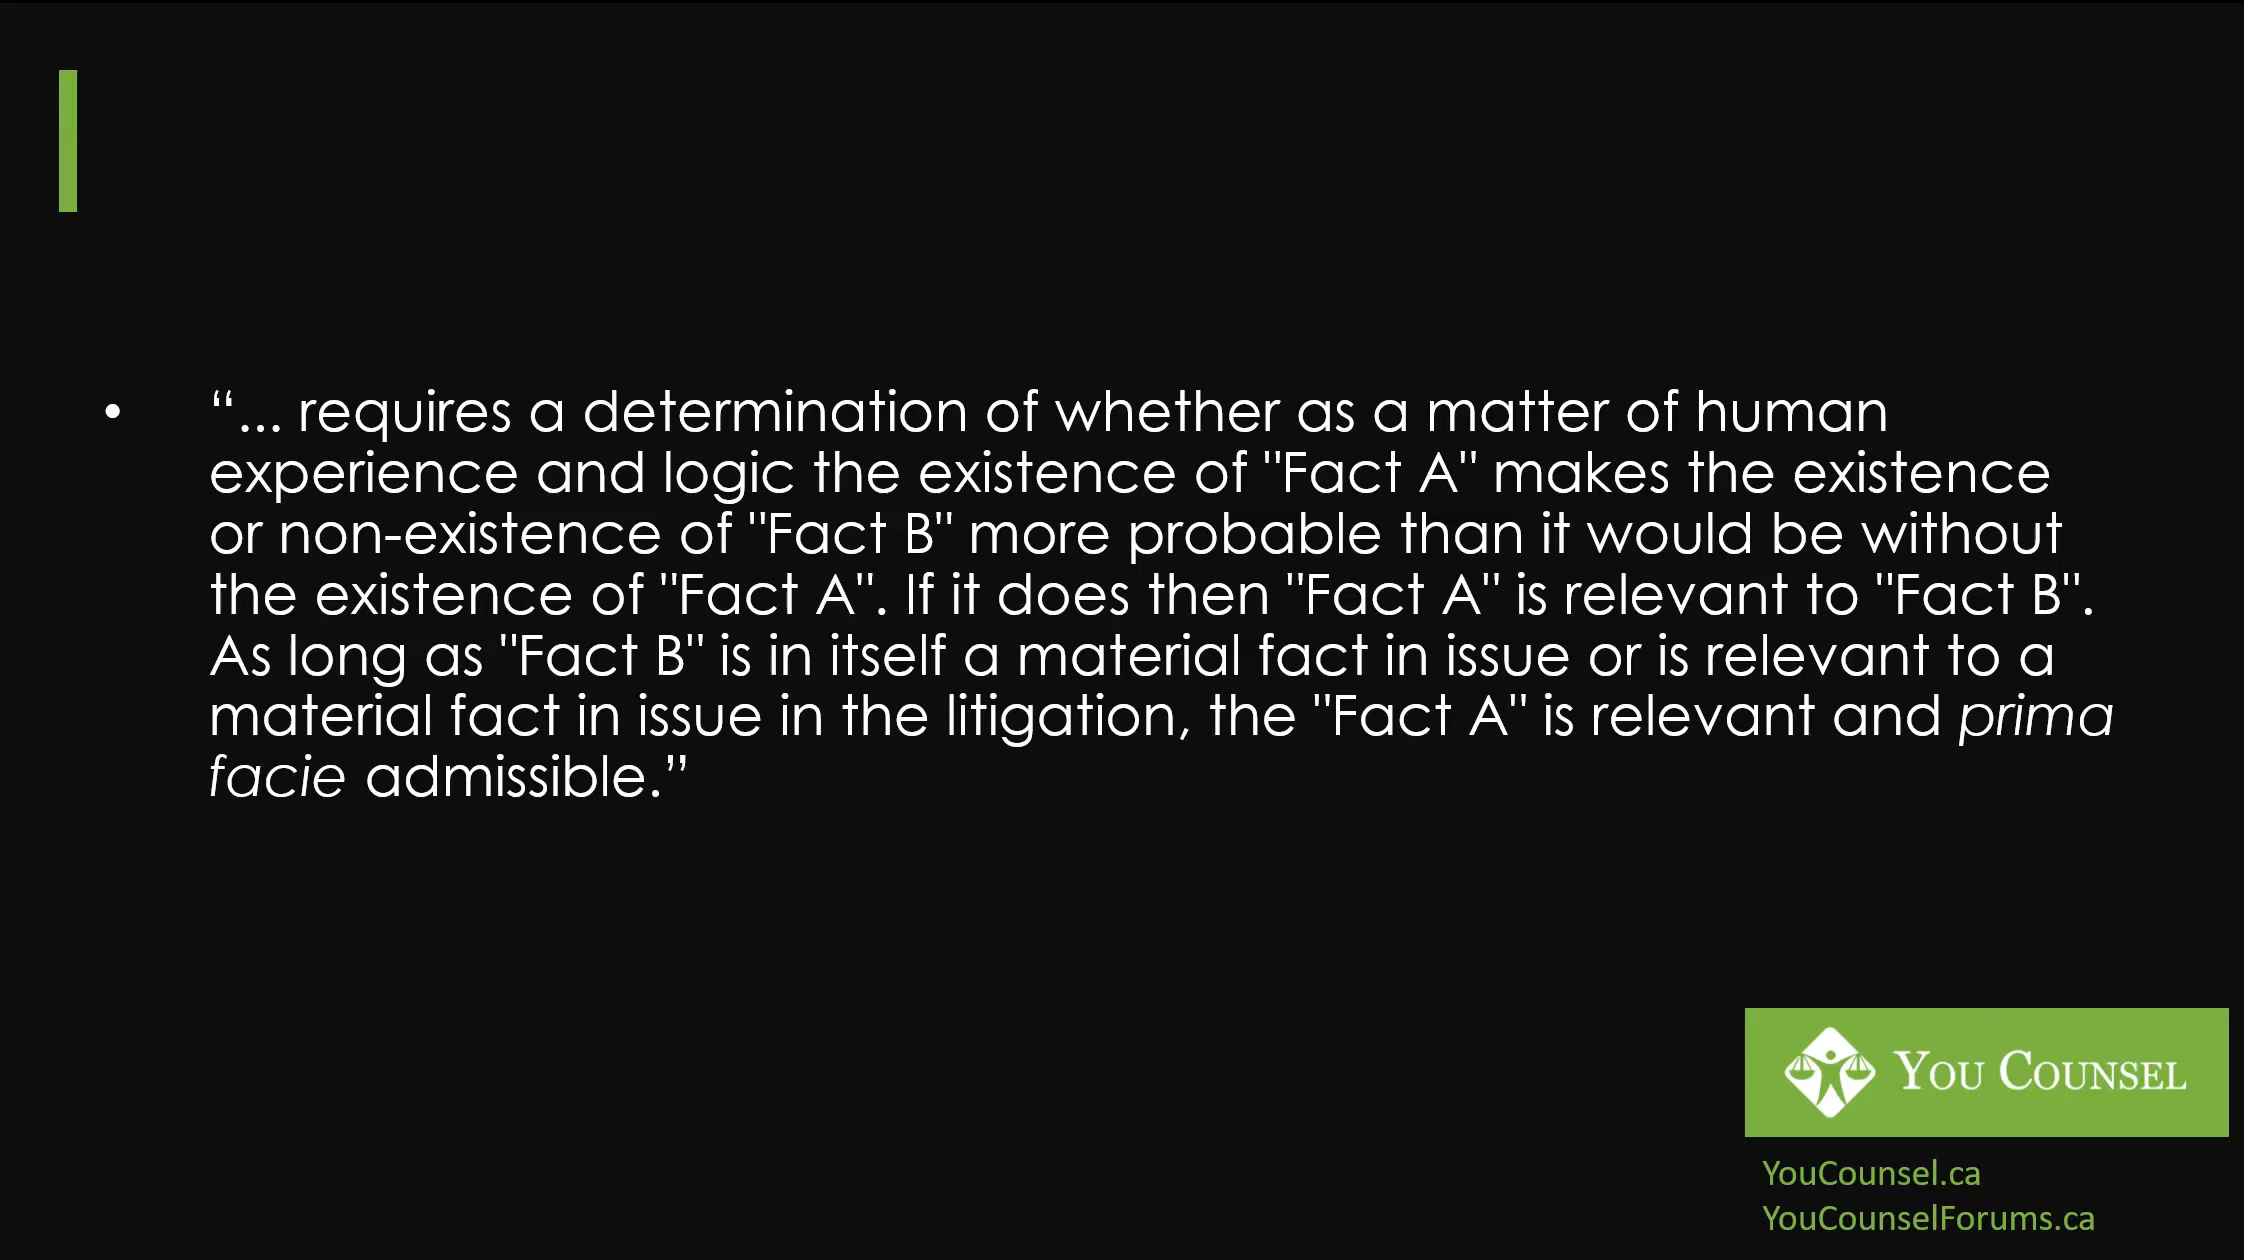 • “... requires a determination of whether as a matter of human
experience and logic the existence of "Fact A" makes the existence
or non-existence of "Fact B" more probable than it would be without
the existence of "Fact A". If it does then "Fact A" is relevant to "Fact B".
As long as "Fact B" is in itself a material fact in issue or is relevant to a
material fact in issue in the litigation, the "Fact A" is relevant and prima
facie admissible.”
YOU COUNSEL
YouCounsel.ca
YouCounselForums.ca